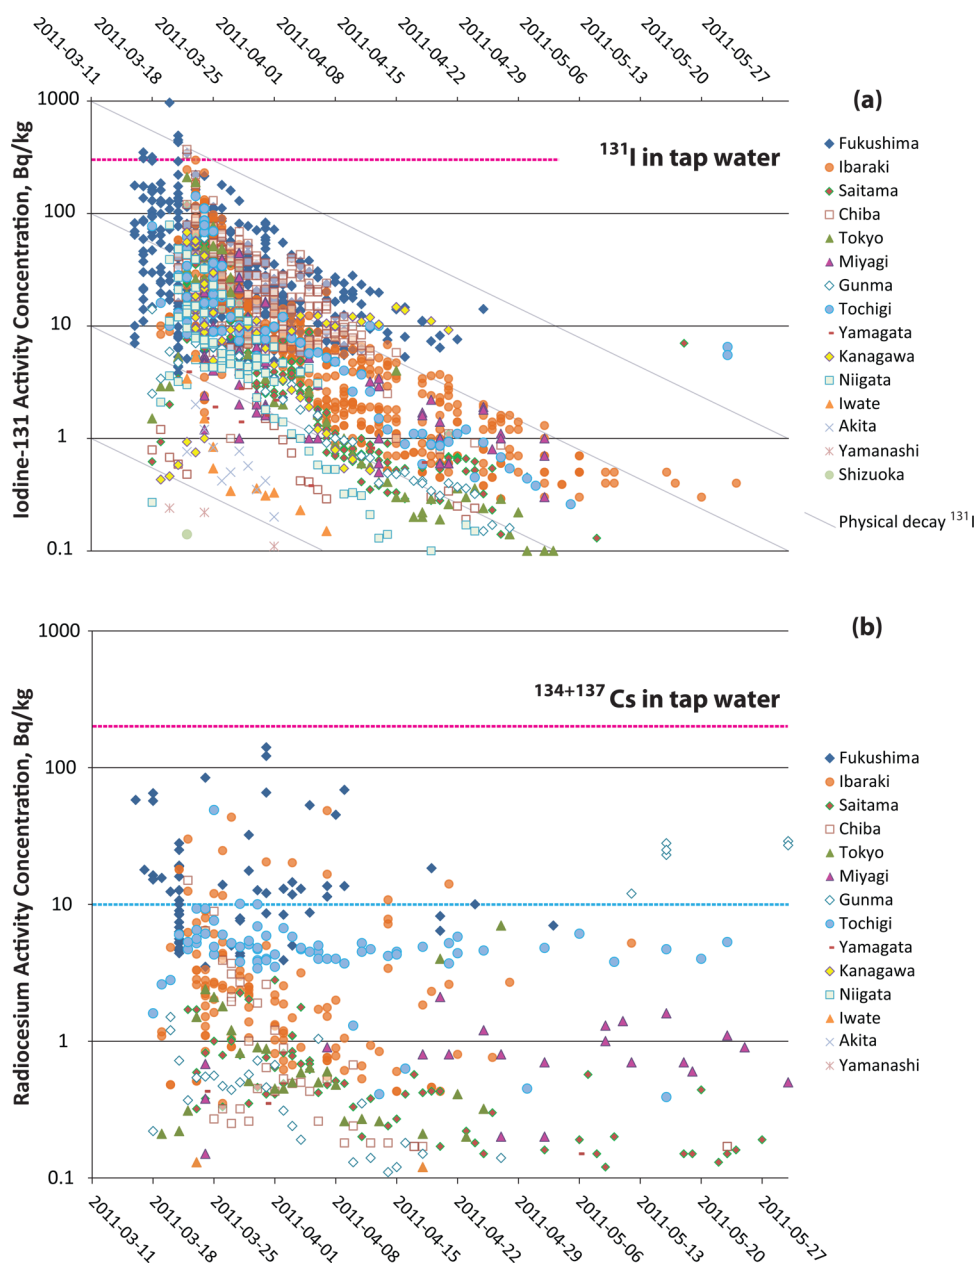 2011-03-11
2011-03-18
2011-03-25
2011-04-01
2011-04-08
2011-04-15
2011-04-22
2011-04-29
2011-05-06
2011-05-13
2011-05-20
2011-05-27
Iodine-131 Activity Concentration, Bq/kg
1000
100
10
1
0.1
(a)
¹³¹I in tap water
Fukushima
Ibaraki
Saitama
Chiba
Tokyo
Miyagi
Gunma
Tochigi
Yamagata
Kanagawa
Niigata
Iwate
Akita
Yamanashi
Shizuoka
Physical decay ¹³¹I
Radiocesium Activity Concentration, Bq/kg
1000
100
10
1
0.1
(b)
¹³⁴⁺¹³⁷Cs in tap water
Fukushima
Ibaraki
Saitama
Chiba
Tokyo
Miyagi
Gunma
Tochigi
Yamagata
Kanagawa
Niigata
Iwate
Akita
Yamanashi
2011-03-11
2011-03-18
2011-03-25
2011-04-01
2011-04-08
2011-04-15
2011-04-22
2011-04-29
2011-05-06
2011-05-13
2011-05-20
2011-05-27